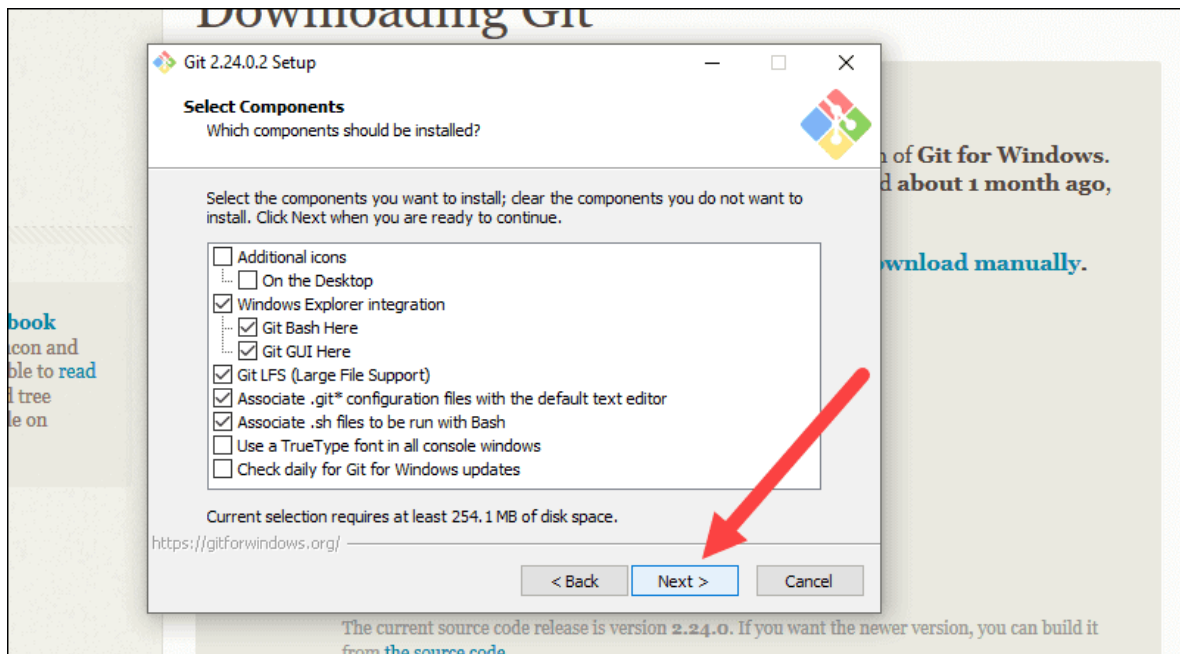 Downloading Git
Git 2.24.0.2 Setup
Select Components
Which components should be installed?
Select the components you want to install; clear the components you do not want to
install. Click Next when you are ready to continue.
Additional icons
On the Desktop
Windows Explorer integration
Git Bash Here
Git GUI Here
Git LFS (Large File Support)
Associate .git* configuration files with the default text editor
Associate .sh files to be run with Bash
Use a TrueType font in all console windows
Check daily for Git for Windows updates
Current selection requires at least 254.1 MB of disk space.
https://gitforwindows.org/
< Back
Next >
Cancel
of Git for Windows.
about 1 month ago,
manually.
book
and
to read
tree
on
The current source code release is version 2.24.0. If you want the newer version, you can build it
from the source code.